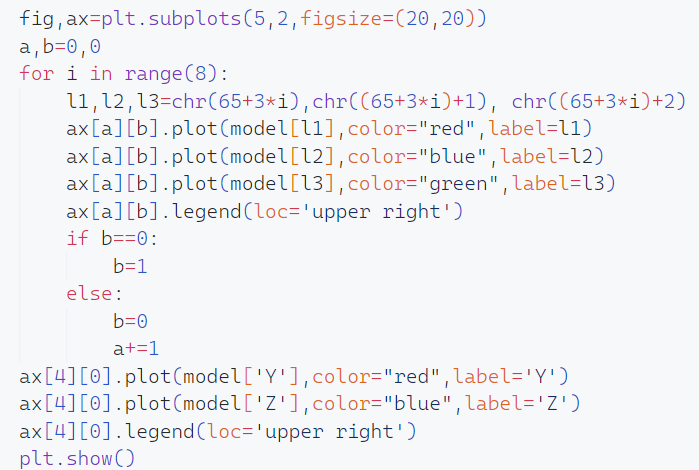 fig,ax=plt.subplots(5,2,figsize=(20,20))
a,b=0,0
for i in range(8):
    l1,l2,l3=chr(65+3*i),chr((65+3*i)+1), chr((65+3*i)+2)
    ax[a][b].plot(model[l1],color="red",label=l1)
    ax[a][b].plot(model[l2],color="blue",label=l2)
    ax[a][b].plot(model[l3],color="green",label=l3)
    ax[a][b].legend(loc='upper right')
    if b==0:
        b=1
    else:
        b=0
        a+=1
ax[4][0].plot(model['Y'],color="red",label='Y')
ax[4][0].plot(model['Z'],color="blue",label='Z')
ax[4][0].legend(loc='upper right')
plt.show()